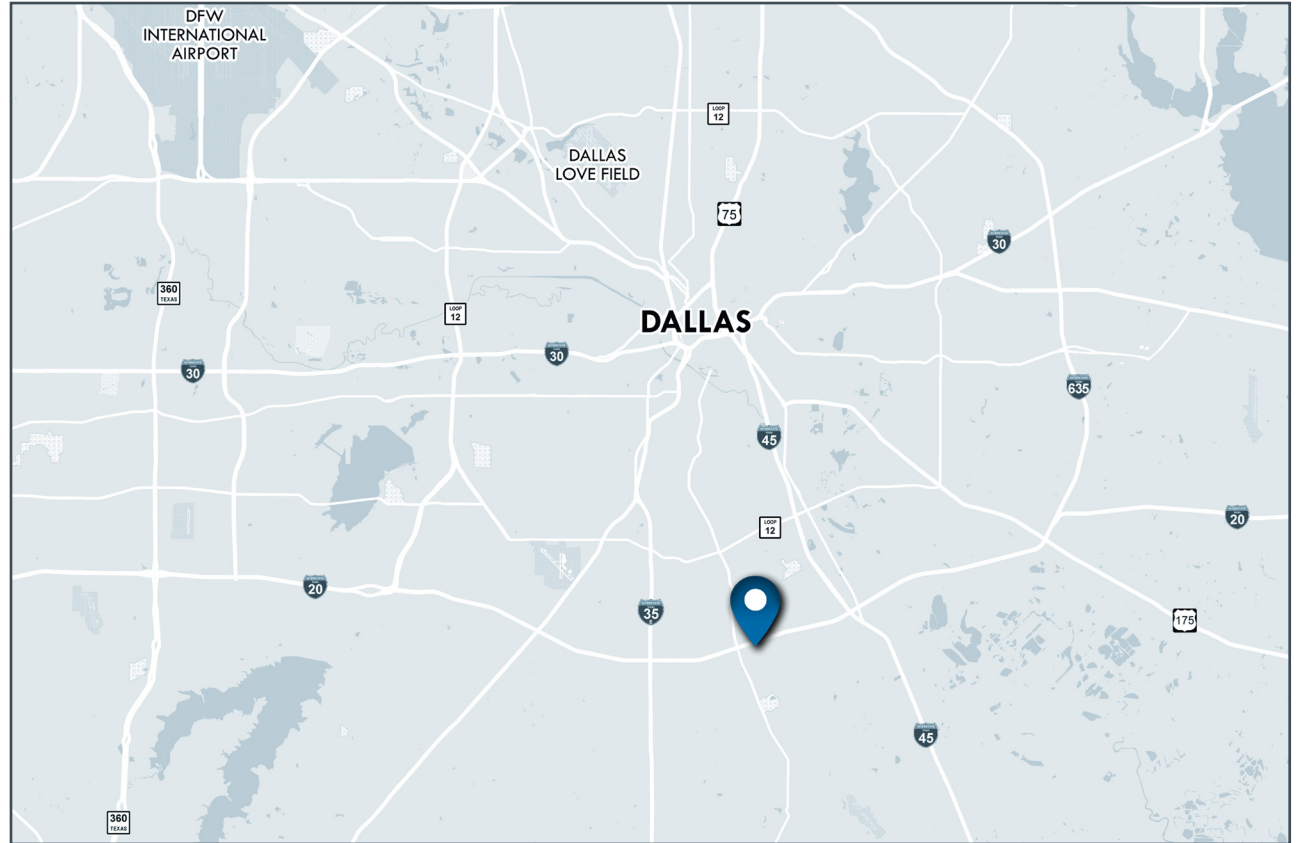 DFW
INTERNATIONAL
AIRPORT
LOOP
12
DALLAS
LOVE FIELD
75
30
360
TEXAS
LOOP
12
DALLAS
30
30
635
45
20
LOOP
12
20
35
175
45
360
TEXAS